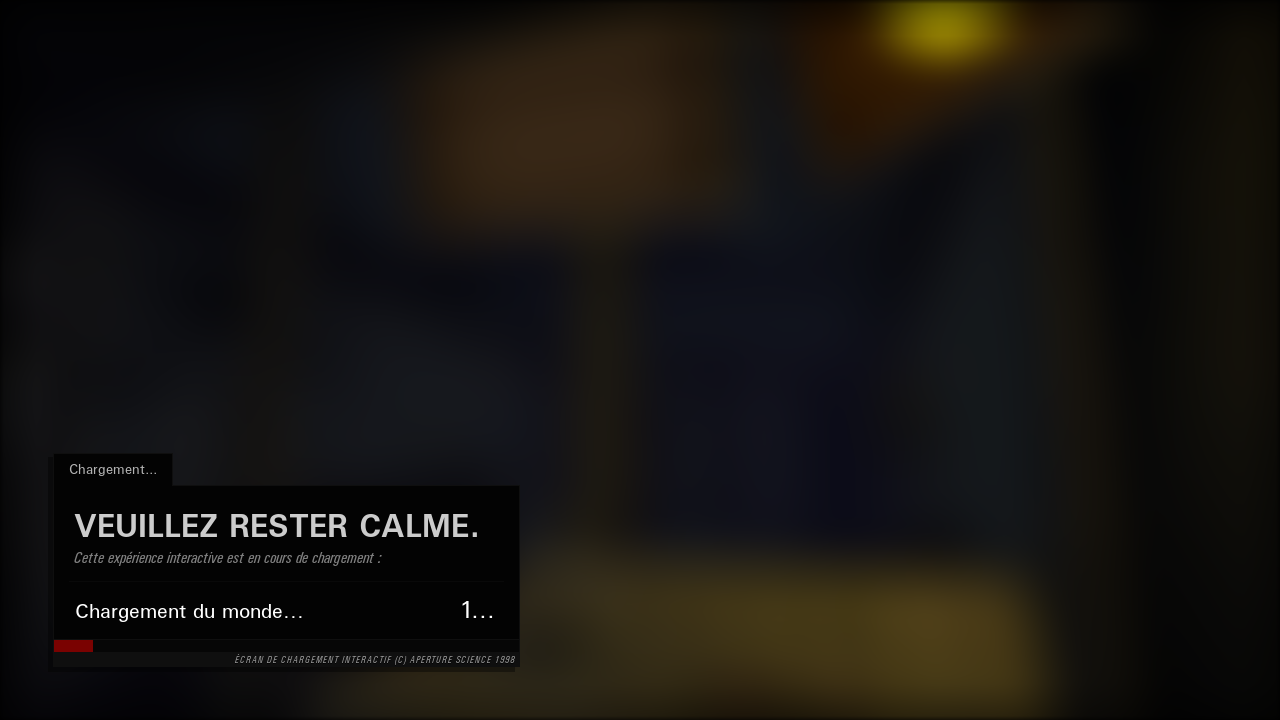 Chargement...
VEUILLEZ RESTER CALME.
Cette expérience interactive est en cours de chargement :
Chargement du monde... 1...
ÉCRAN DE CHARGEMENT INTERACTIF (C) APERTURE SCIENCE 1998